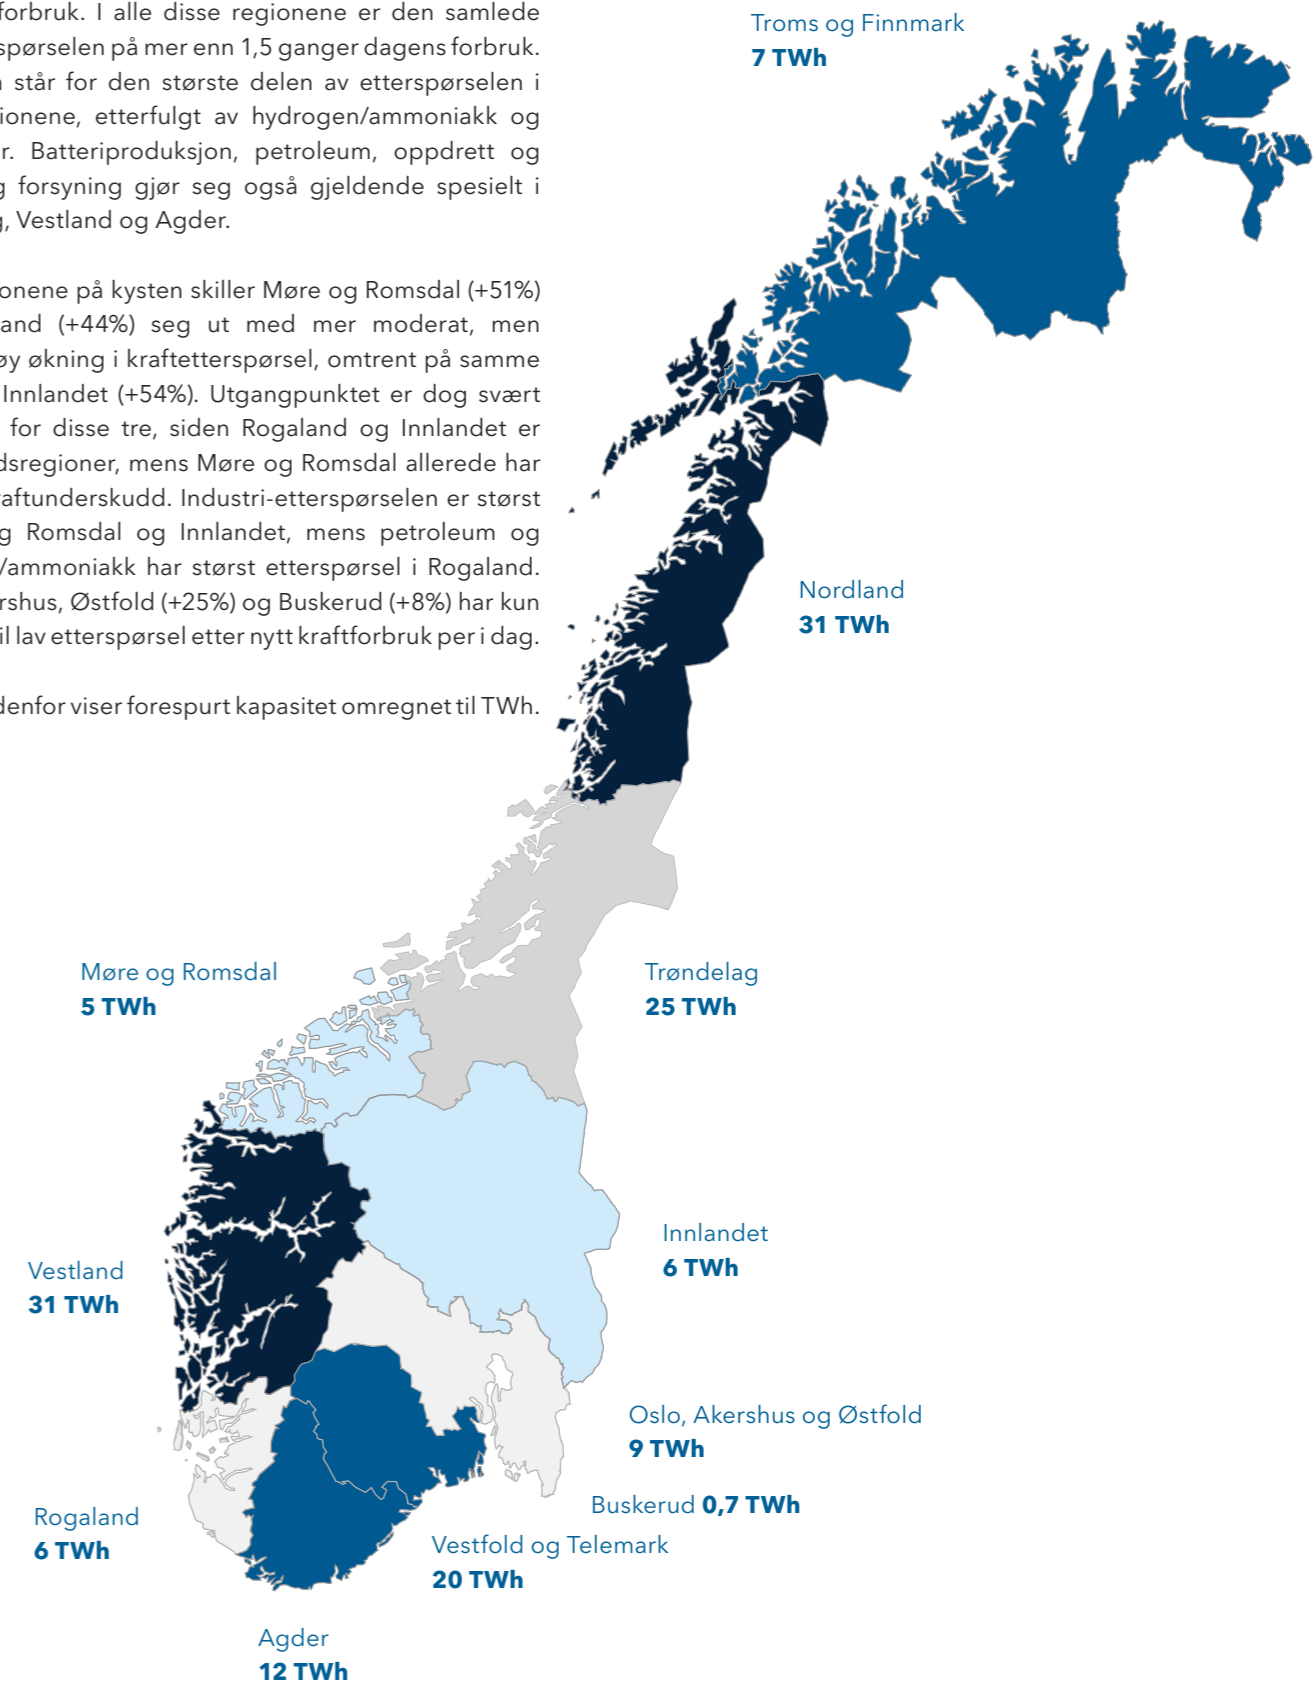 forbruk. I alle disse regionene er den samlede
spørselen på mer enn 1,5 ganger dagens forbruk.
står for den største delen av etterspørselen i
ionene, etterfulgt av hydrogen/ammoniakk og
r. Batteriproduksjon, petroleum, oppdrett og
g forsyning gjør seg også gjeldende spesielt i
g, Vestland og Agder.
onene på kysten skiller Møre og Romsdal (+51%)
and (+44%) seg ut med mer moderat, men
øy økning i kraftetterspørsel, omtrent på samme
Innlandet (+54%). Utgangpunktet er dog svært
for disse tre, siden Rogaland og Innlandet er
dsregioner, mens Møre og Romsdal allerede har
raftunderskudd. Industri-etterspørselen er størst
g Romsdal og Innlandet, mens petroleum og
/ammoniakk har størst etterspørsel i Rogaland.
rshus, Østfold (+25%) og Buskerud (+8%) har kun
il lav etterspørsel etter nytt kraftforbruk per i dag.
denfor viser forespurt kapasitet omregnet til TWh.
Troms og Finnmark
7 TWh
Nordland
31 TWh
Møre og Romsdal
5 TWh
Trøndelag
25 TWh
Innlandet
6 TWh
Vestland
31 TWh
Oslo, Akershus og Østfold
9 TWh
Buskerud 0,7 TWh
Rogaland
6 TWh
Vestfold og Telemark
20 TWh
Agder
12 TWh